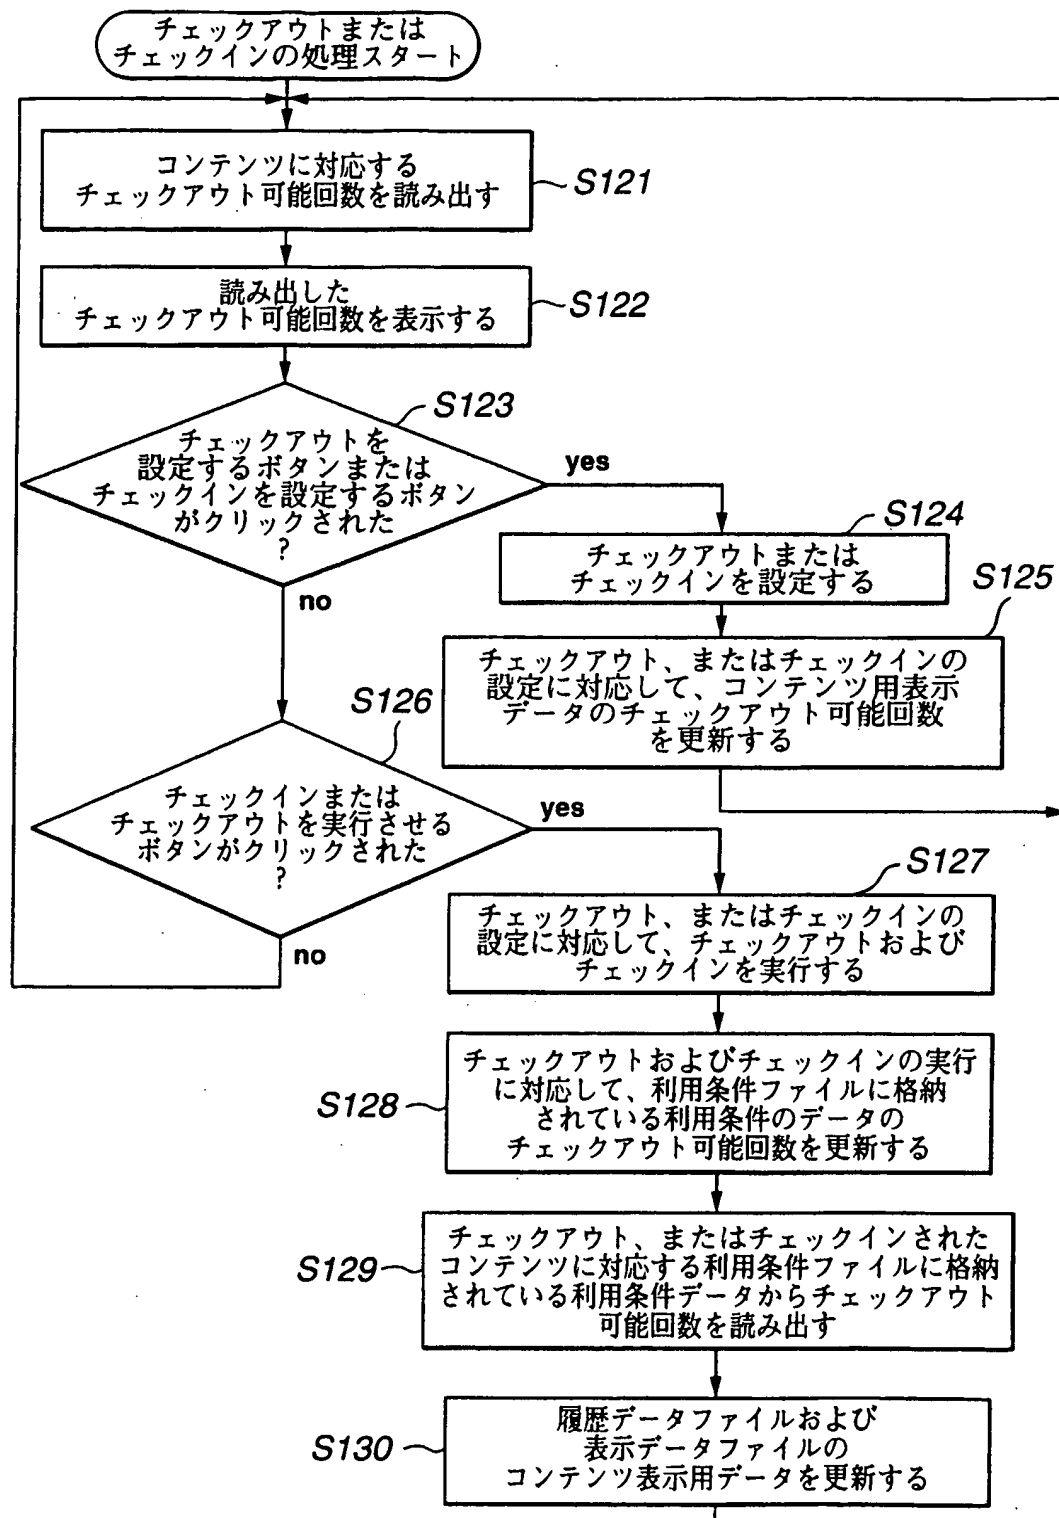 チェックアウトまたは
チェックインの処理スタート
コンテンツに対応する
チェックアウト可能回数を読み出す
S121
読み出した
チェックアウト可能回数を表示する
S122
S123
チェックアウトを
設定するボタンまたは
チェックインを設定するボタン
がクリックされた
?
yes
no
S124
チェックアウトまたは
チェックインを設定する
S125
チェックアウト、またはチェックインの
設定に対応して、コンテンツ用表示
データのチェックアウト可能回数
を更新する
S126
チェックインまたは
チェックアウトを実行させる
ボタンがクリックされた
?
yes
no
S127
チェックアウト、またはチェックインの
設定に対応して、チェックアウトおよび
チェックインを実行する
S128
チェックアウトおよびチェックインの実行
に対応して、利用条件ファイルに格納
されている利用条件のデータの
チェックアウト可能回数を更新する
S129
チェックアウト、またはチェックインされた
コンテンツに対応する利用条件ファイルに格納
されている利用条件データからチェックアウト
可能回数を読み出す
S130
履歴データファイルおよび
表示データファイルの
コンテンツ表示用データを更新する